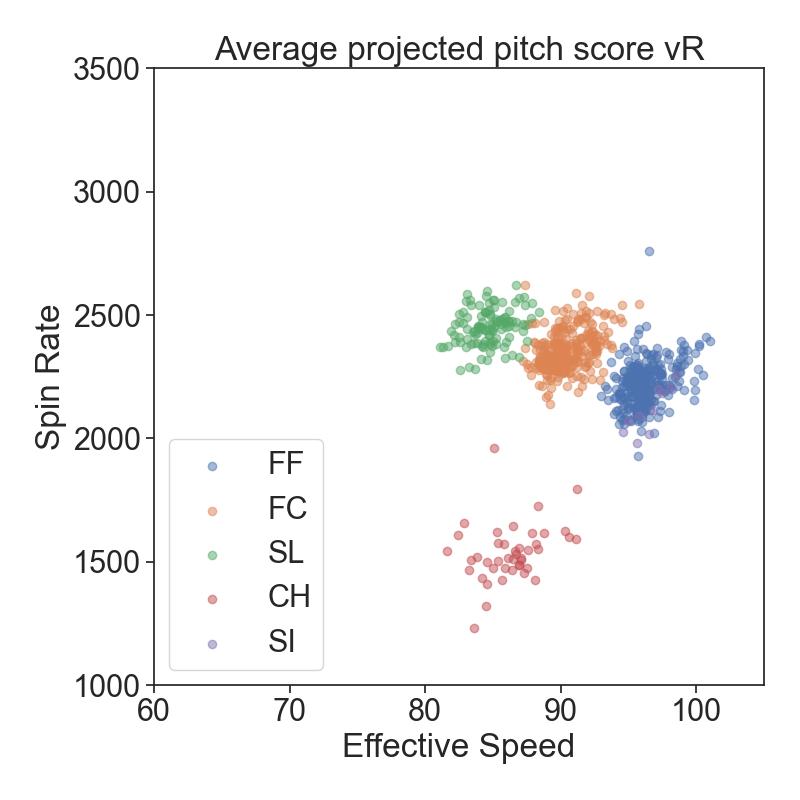 Average projected pitch score vR
3500
3000
2500
2000
1500
1000
Spin Rate
FF
FC
SL
CH
SI
60 70 80 90 100
Effective Speed